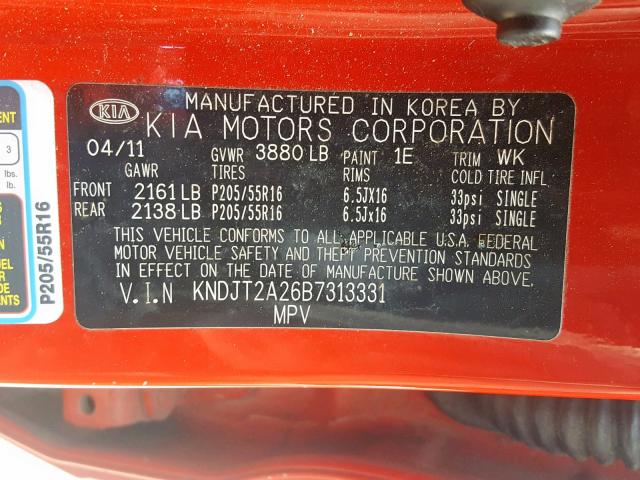 KIA
MANUFACTURED IN KOREA BY
KIA MOTORS CORPORATION
04/11 GVWR 3880 LB PAINT 1E TRIM WK
GAWR TIRES RIMS COLD TIRE INFL
FRONT 2161 LB P205/55R16 6.5JX16 33psi SINGLE
REAR 2138 LB P205/55R16 6.5Jx16 33psi SINGLE
THIS VEHICLE CONFORMS TO ALL APPLICABLE U.S.A. FEDERAL
MOTOR VEHICLE SAFETY AND THEFT PREVENTION STANDARDS
IN EFFECT ON THE DATE OF MANUFACTURE SHOWN ABOVE.
V.I.N KNDJT2A26B7313331
MPV
P205/55R16
3
lbs.
lb.